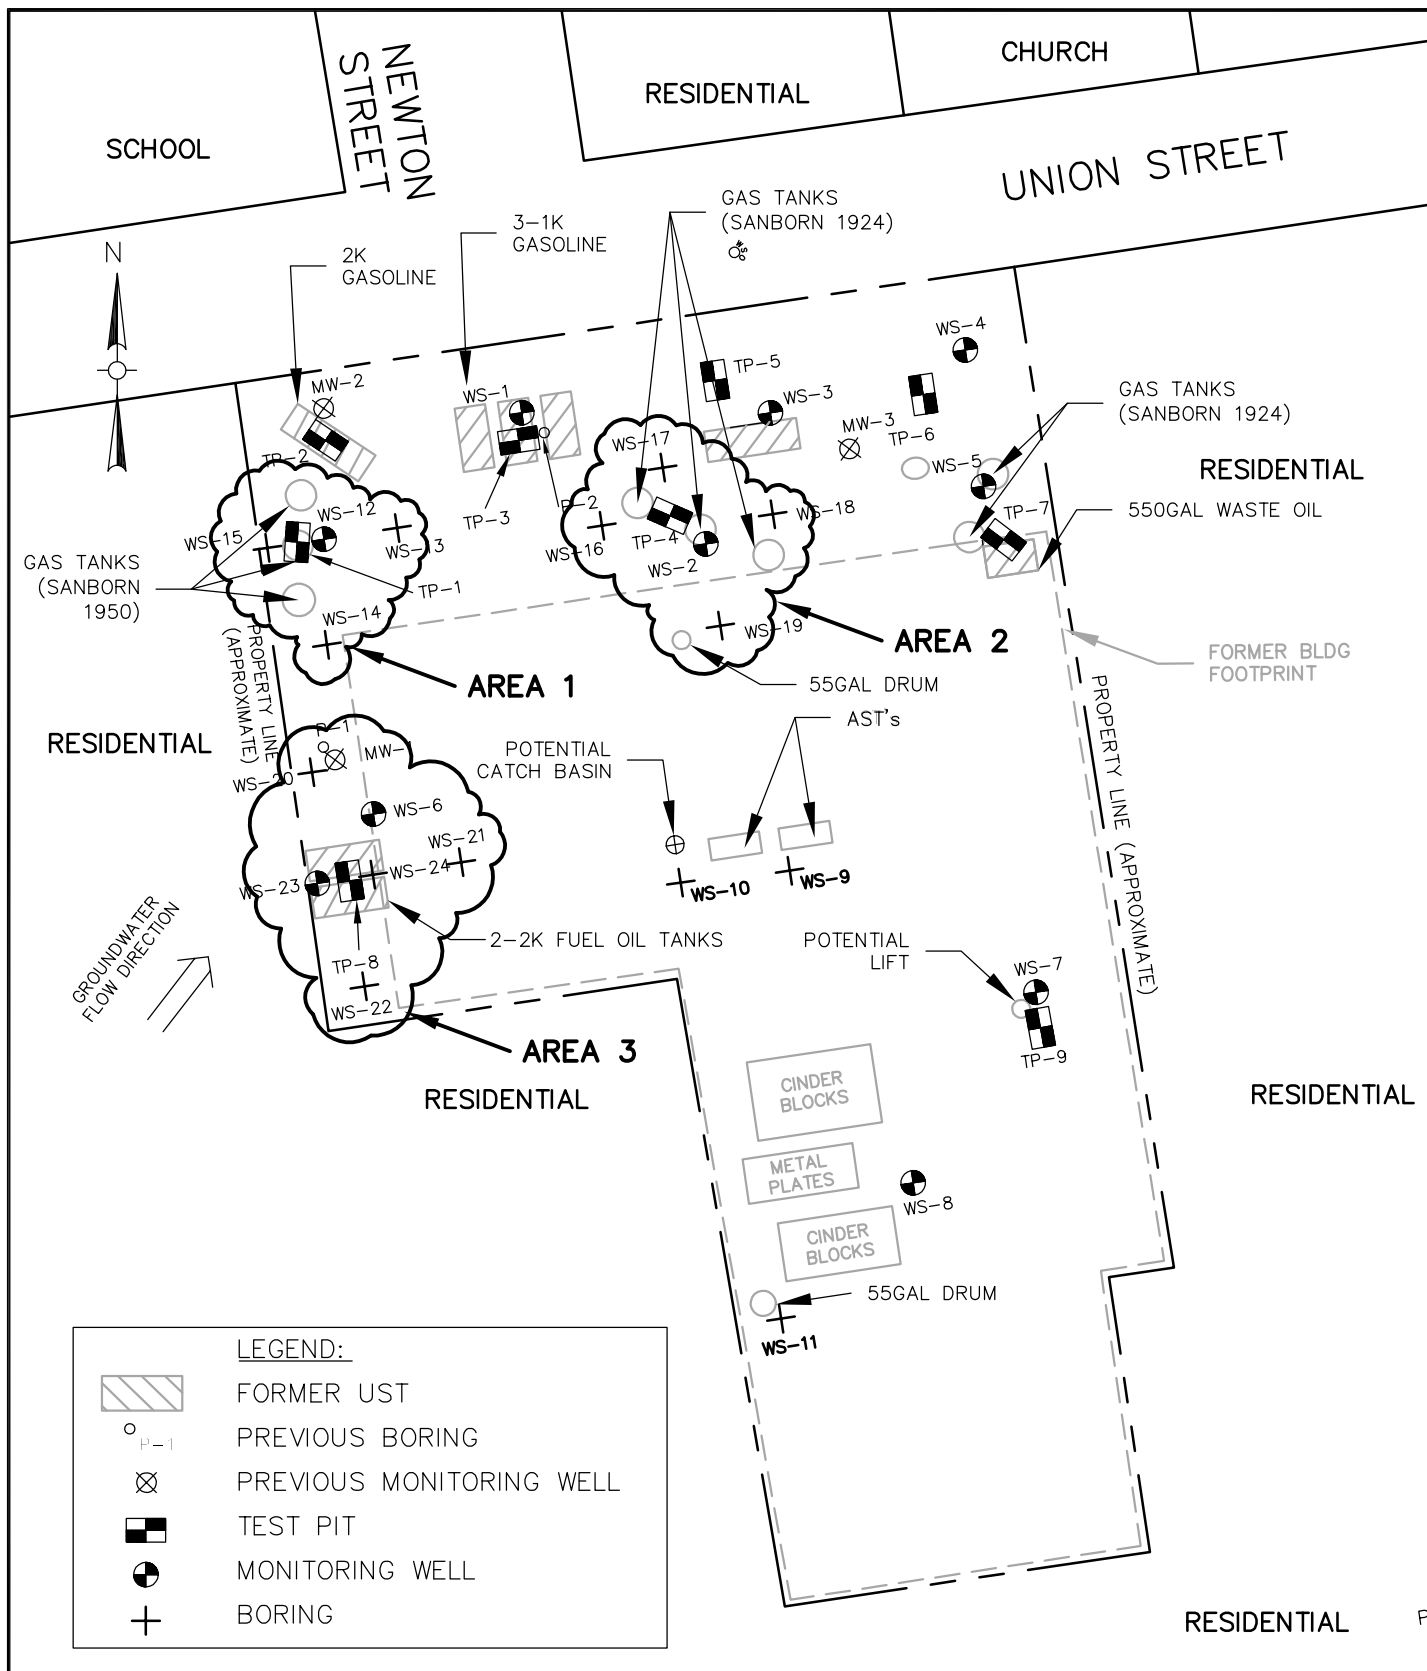 CHURCH
RESIDENTIAL
NEWTON
STREET
SCHOOL
UNION STREET
GAS TANKS
(SANBORN 1924)
3-1K
GASOLINE
N
2K
GASOLINE
WS-4
TP-5
MW-2
WS-1
WS-3
GAS TANKS
(SANBORN 1924)
MW-3
TP-6
WS-17
TP-2
WS-5
RESIDENTIAL
P-2
TP-3
WS-12
WS-18
TP-7
550GAL WASTE OIL
WS-15
WS-13
WS-16
TP-4
WS-2
GAS TANKS
(SANBORN
1950)
TP-1
WS-14
WS-19
AREA 2
PROPERTY LINE
(APPROXIMATE)
FORMER BLDG
FOOTPRINT
AREA 1
55GAL DRUM
PROPERTY LINE (APPROXIMATE)
RESIDENTIAL
P-1
MW-1
WS-20
POTENTIAL
CATCH BASIN
AST's
WS-6
WS-21
WS-24
WS-23
WS-10
WS-9
GROUNDWATER
FLOW DIRECTION
2-2K FUEL OIL TANKS
POTENTIAL
LIFT
TP-8
WS-22
WS-7
AREA 3
TP-9
RESIDENTIAL
CINDER
BLOCKS
RESIDENTIAL
METAL
PLATES
WS-8
CINDER
BLOCKS
55GAL DRUM
WS-11
LEGEND:
FORMER UST
P-1
PREVIOUS BORING
PREVIOUS MONITORING WELL
TEST PIT
MONITORING WELL
BORING
RESIDENTIAL
P